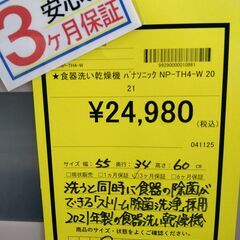 安心の
3ヶ月保証
NP-TH4-W
9929000010881
★食器洗い乾燥機 パナソニック NP-TH4-W 20
21
¥24,980
(税込)
041125
サイズ 幅: 55 奥行: 34 高さ: 60 cm
洗うと同時に食器の除菌が
できる「ストリーム除菌洗浄」採用
2021年製の食器洗い乾燥機